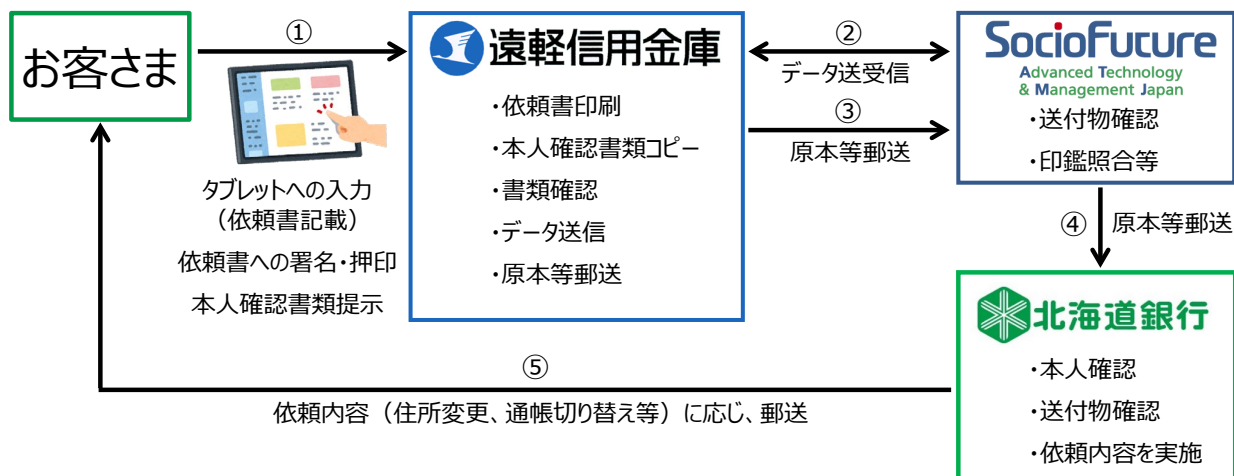 お客さま
①
タブレットへの入力
（依頼書記載）
依頼書への署名・押印
本人確認書類提示
遠軽信用金庫
・依頼書印刷
・本人確認書類コピー
・書類確認
・データ送信
・原本等郵送
②
データ送受信
③
原本等郵送
SocioFuture
Advanced Technology
& Management Japan
・送付物確認
・印鑑照合等
④ 原本等郵送
北海道銀行
・本人確認
・送付物確認
・依頼内容を実施
⑤
依頼内容（住所変更、通帳切り替え等）に応じ、郵送